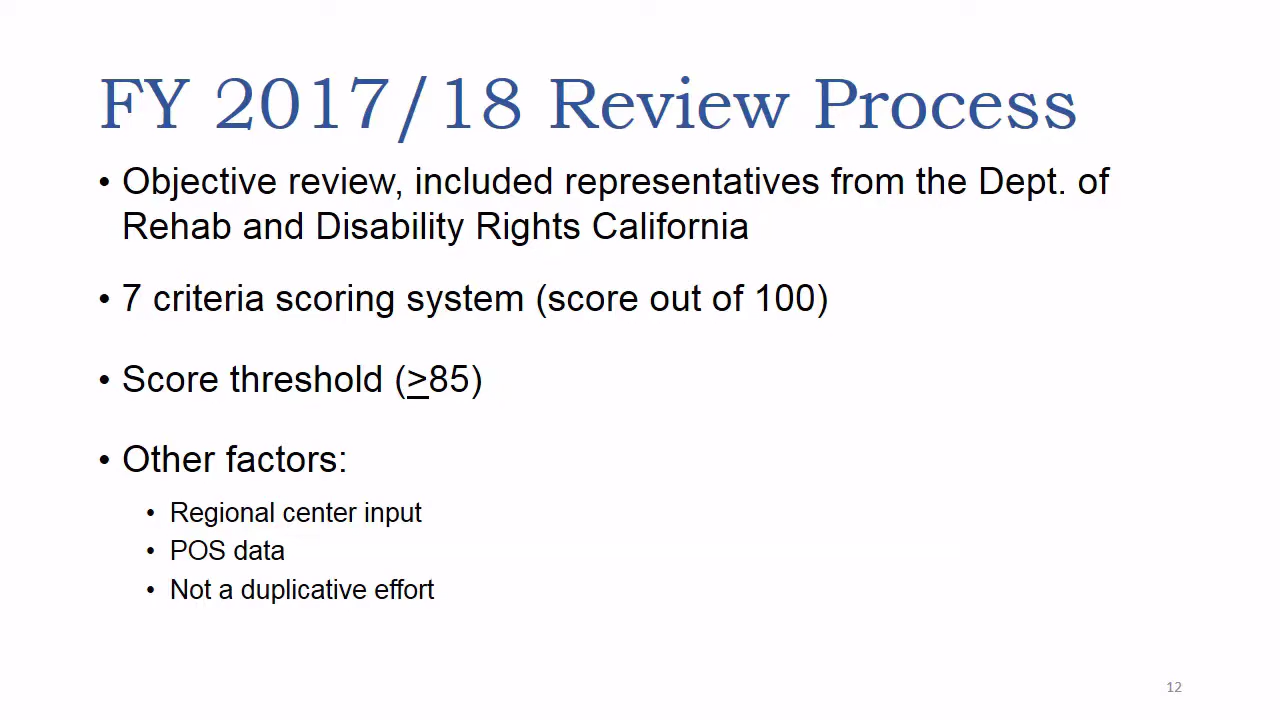 FY 2017/18 Review Process
• Objective review, included representatives from the Dept. of
Rehab and Disability Rights California
• 7 criteria scoring system (score out of 100)
• Score threshold (≥85)
• Other factors:
• Regional center input
• POS data
• Not a duplicative effort
12